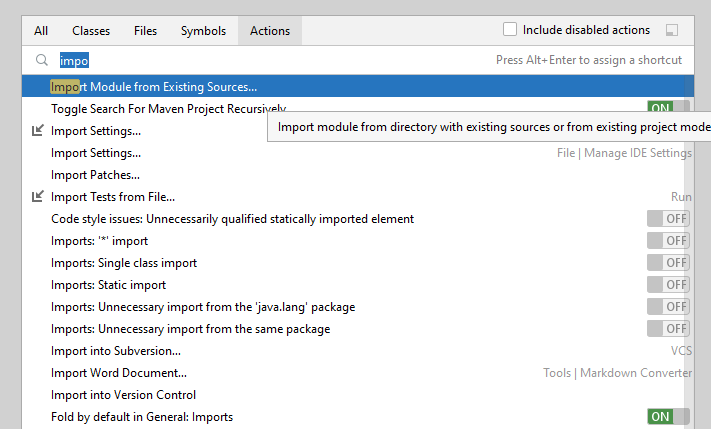 All Classes Files Symbols Actions Include disabled actions
impo Press Alt+Enter to assign a shortcut
Import Module from Existing Sources...
Toggle Search For Maven Project Recursively ON
Import module from directory with existing sources or from existing project mode
Import Settings...
Import Settings... File | Manage IDE Settings
Import Patches...
Import Tests from File... Run
Code style issues: Unnecessarily qualified statically imported element OFF
Imports: '*' import OFF
Imports: Single class import OFF
Imports: Static import OFF
Imports: Unnecessary import from the 'java.lang' package OFF
Imports: Unnecessary import from the same package OFF
Import into Subversion... VCS
Import Word Document... Tools | Markdown Converter
Import into Version Control
Fold by default in General: Imports ON